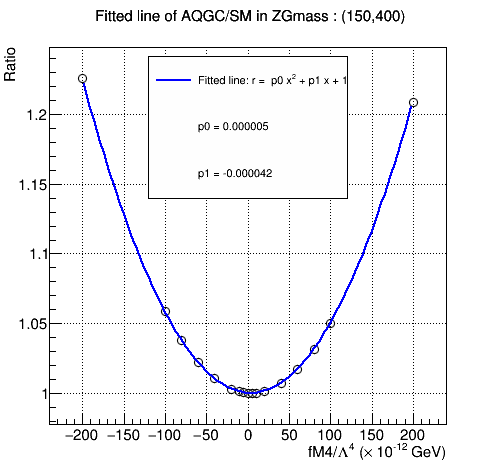 Fitted line of AQGC/SM in ZGmass : (150,400)
Ratio
Fitted line: r = p0 x² + p1 x + 1
p0 = 0.000005
p1 = -0.000042
1.2
1.15
1.1
1.05
1
−200 −150 −100 −50 0 50 100 150 200
fM4/Λ⁴ (× 10⁻¹² GeV)